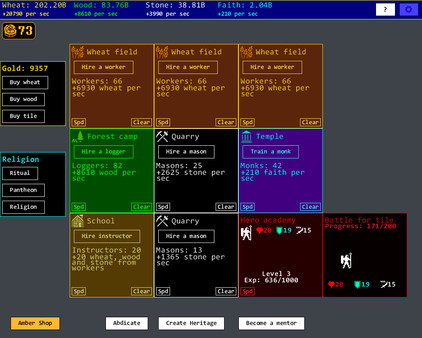 Wheat: 202.20B
+20790 per sec
Wood: 83.76B
+8610 per sec
Stone: 38.81B
+3990 per sec
Faith: 2.04B
+210 per sec
?
73
Gold: 9357
Buy wheat
Buy wood
Buy tile
Religion
Ritual
Pantheon
Religion
Wheat field
Hire a worker
Workers: 66
+6930 wheat per
sec
Spd
Clear
Wheat field
Hire a worker
Workers: 66
+6930 wheat per
sec
Spd
Clear
Wheat field
Hire a worker
Workers: 66
+6930 wheat per
sec
Spd
Clear
Forest camp
Hire a logger
Loggers: 82
+8610 wood per
sec
Spd
Clear
Quarry
Hire a mason
Masons: 25
+2625 stone per
sec
Spd
Clear
Temple
Train a monk
Monks: 42
+210 faith per
sec
Spd
Clear
School
Hire instructor
Instructors: 20
+20 wheat, wood
and stone from
workers
Spd
Clear
Quarry
Hire a mason
Masons: 13
+1365 stone per
sec
Spd
Clear
Hero academy
20
19
15
Level 3
Exp: 636/1000
Spd
Battle for tile
Progress: 171/200
20
19
15
Amber Shop
Abdicate
Create Heritage
Become a mentor